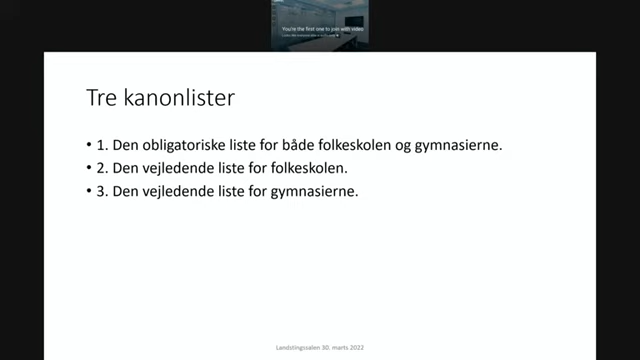 You're the first one to join with video
Tre kanonlister
• 1. Den obligatoriske liste for både folkeskolen og gymnasierne.
• 2. Den vejledende liste for folkeskolen.
• 3. Den vejledende liste for gymnasierne.
Landstingssalen 30. marts 2022